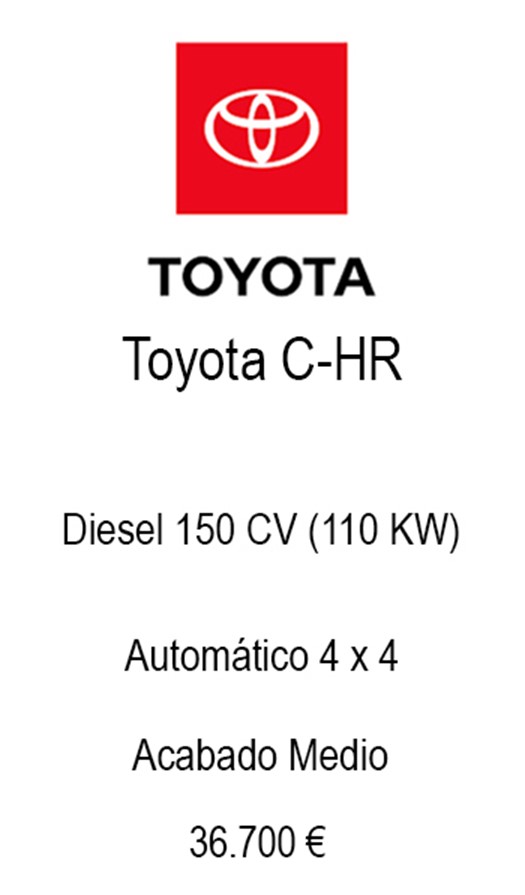 TOYOTA
Toyota C-HR
Diesel 150 CV (110 KW)
Automático 4 x 4
Acabado Medio
36.700 €